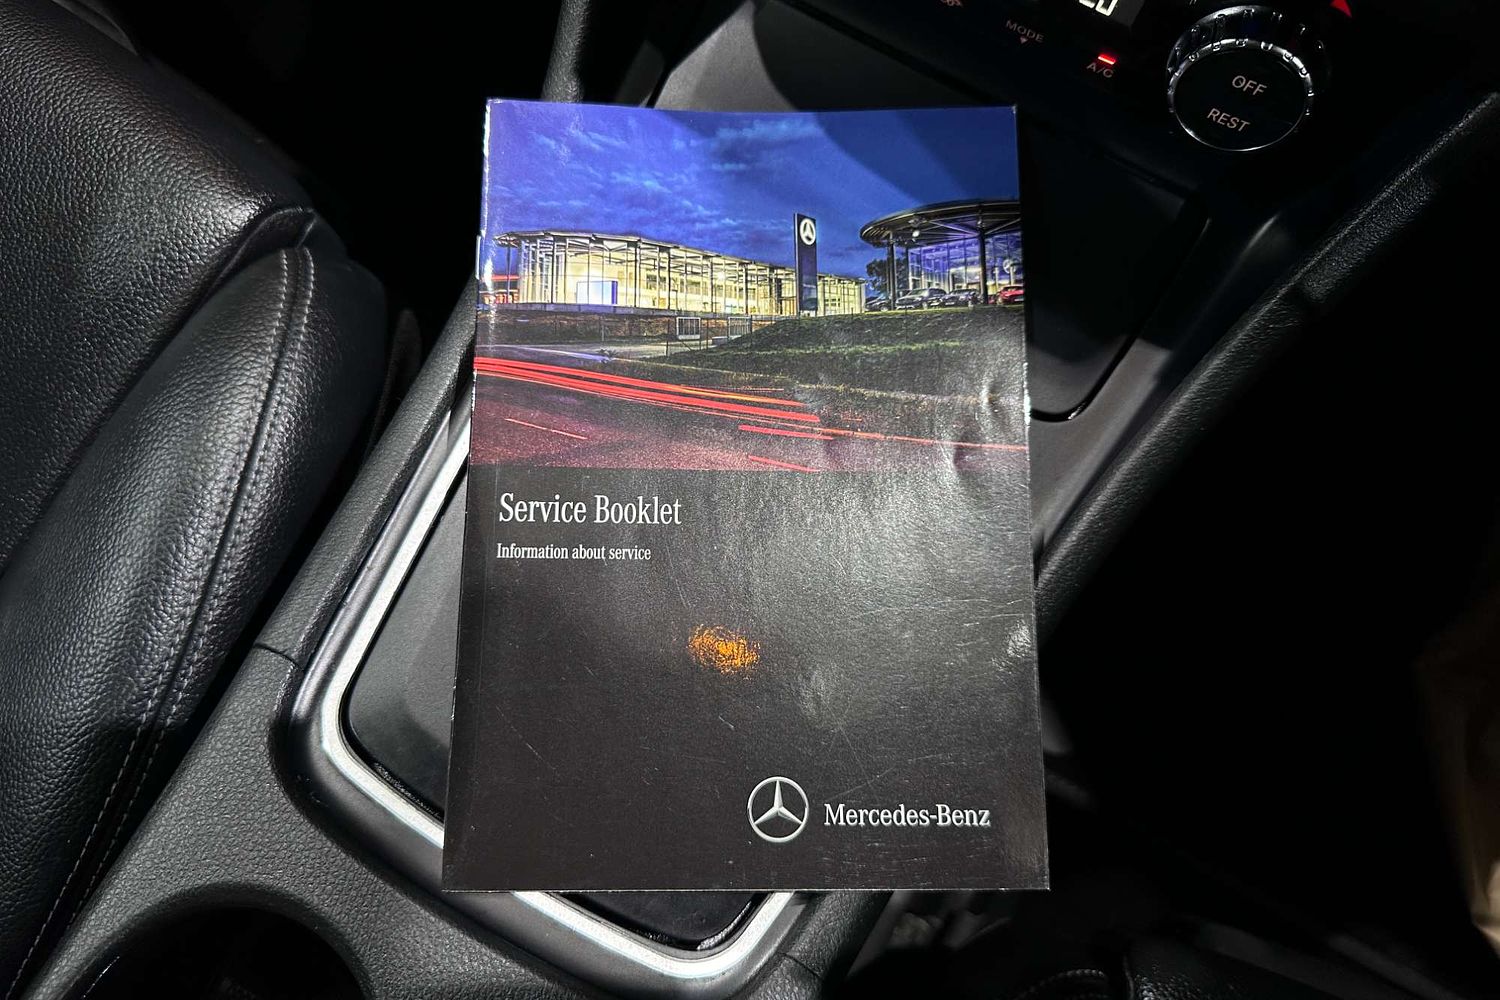 MODE
A/C
OFF
REST
Service Booklet
Information about service
Mercedes-Benz